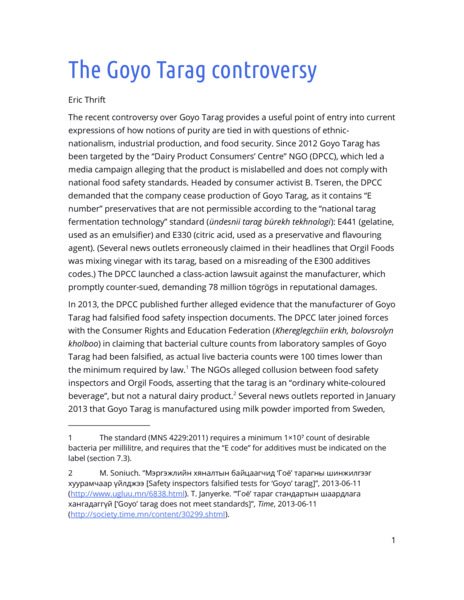 The Goyo Tarag controversy
Eric Thrift
The recent controversy over Goyo Tarag provides a useful point of entry into current
expressions of how notions of purity are tied in with questions of ethnic-
nationalism, industrial production, and food security. Since 2012 Goyo Tarag has
been targeted by the “Dairy Product Consumers’ Centre” NGO (DPCC), which led a
media campaign alleging that the product is mislabelled and does not comply with
national food safety standards. Headed by consumer activist B. Tseren, the DPCC
demanded that the company cease production of Goyo Tarag, as it contains “E
number” preservatives that are not permissible according to the “national tarag
fermentation technology” standard (ündesnii tarag bürekh tekhnologi): E441 (gelatine,
used as an emulsifier) and E330 (citric acid, used as a preservative and flavouring
agent). (Several news outlets erroneously claimed in their headlines that Orgil Foods
was mixing vinegar with its tarag, based on a misreading of the E300 additives
codes.) The DPCC launched a class-action lawsuit against the manufacturer, which
promptly counter-sued, demanding 78 million tögrögs in reputational damages.
In 2013, the DPCC published further alleged evidence that the manufacturer of Goyo
Tarag had falsified food safety inspection documents. The DPCC later joined forces
with the Consumer Rights and Education Federation (Khereglegchiin erkh, bolovsrolyn
kholboo) in claiming that bacterial culture counts from laboratory samples of Goyo
Tarag had been falsified, as actual live bacteria counts were 100 times lower than
the minimum required by law.1 The NGOs alleged collusion between food safety
inspectors and Orgil Foods, asserting that the tarag is an “ordinary white-coloured
beverage”, but not a natural dairy product.2 Several news outlets reported in January
2013 that Goyo Tarag is manufactured using milk powder imported from Sweden,
1 The standard (MNS 4229:2011) requires a minimum 1×10⁷ count of desirable
bacteria per millilitre, and requires that the “E code” for additives must be indicated on the
label (section 7.3).
2 M. Soniuch. “Мэргэжлийн хяналтын байцаагчид ‘Гоё’ тарагны шинжилгээг
хуурамчаар үйлджээ [Safety inspectors falsified tests for ‘Goyo’ tarag]”, 2013-06-11
(http://www.ugluu.mn/6838.html). T. Janyerke. “‘Гоё’ тараг стандартын шаардлага
хангадаггүй [‘Goyo’ tarag does not meet standards]”, Time, 2013-06-11
(http://society.time.mn/content/30299.shtml).
1